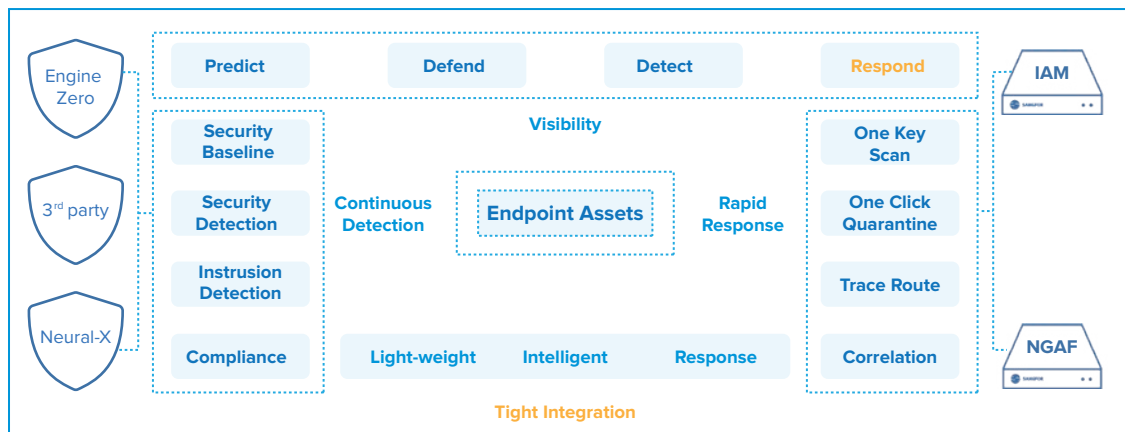 Engine
Zero
3rd party
Neural-X
Predict
Defend
Detect
Respond
Visibility
Security
Baseline
Security
Detection
Instrusion
Detection
Compliance
Continuous
Detection
Endpoint Assets
Rapid
Response
Light-weight
Intelligent
Response
One Key
Scan
One Click
Quarantine
Trace Route
Correlation
IAM
SANGFOR
NGAF
SANGFOR
Tight Integration